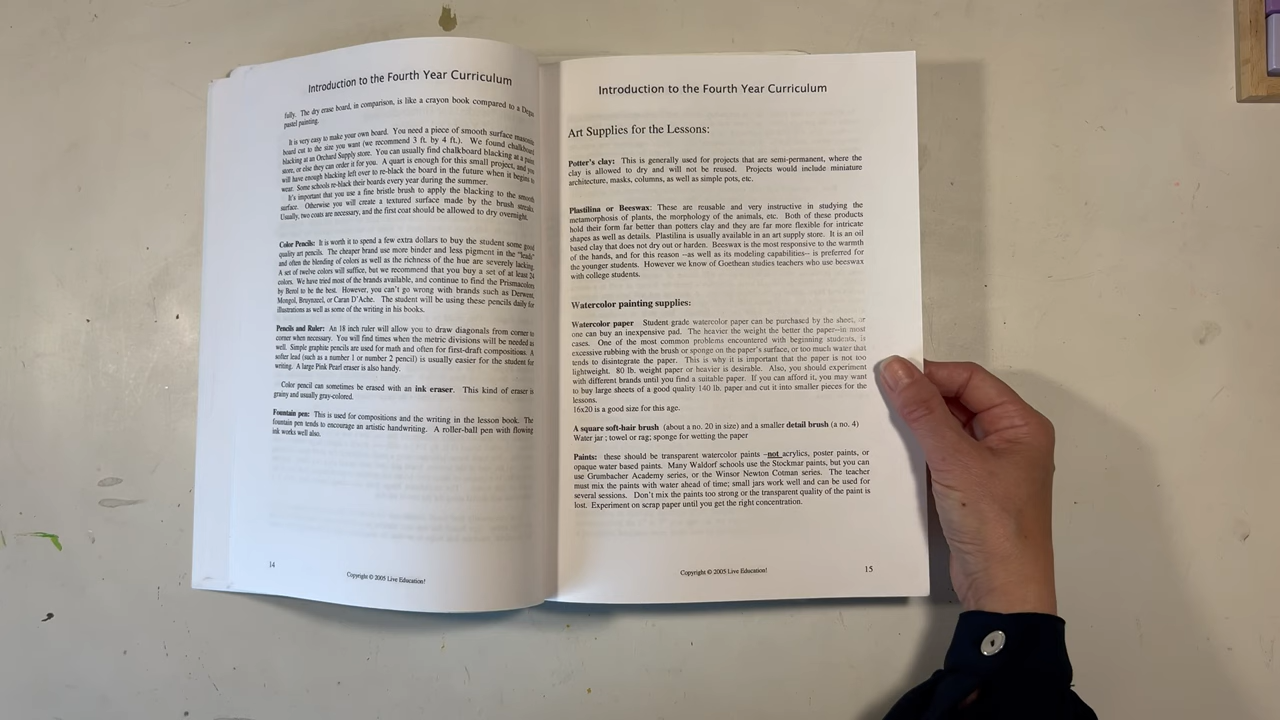 Introduction to the Fourth Year Curriculum
fully. The dry erase board, in comparison, is like a crayon book compared to a Degas
pastel painting.
It is very easy to make your own board. You need a piece of smooth surface masonite
board cut to the size you want (we recommend 3 ft. by 4 ft.). We found chalkboard
blacking at an Orchard Supply store. You can usually find chalkboard blacking at a paint
store, or else they can order it for you. A quart is enough for this small project, and you
will have enough blacking left over to re-black the board in the future when it begins to
wear. Some schools re-black their boards every year during the summer.
It's important that you use a fine bristle brush to apply the blacking to the smooth
surface. Otherwise you will create a textured surface made by the brush streaks.
Usually, two coats are necessary, and the first coat should be allowed to dry overnight.
Color Pencils: It is worth it to spend a few extra dollars to buy the student some good
quality art pencils. The cheaper brand use more binder and less pigment in the "leads"
and often the blending of colors as well as the richness of the hue are severely lacking.
A set of twelve colors will suffice, but we recommend that you buy a set of at least 24
colors. We have tried most of the brands available, and continue to find the Prismacolors
by Berol to be the best. However, you can't go wrong with brands such as Derwent,
Mongol, Bruynzeel, or Caran D'Ache. The student will be using these pencils daily for
illustrations as well as some of the writing in his books.
Pencils and Ruler: An 18 inch ruler will allow you to draw diagonals from corner to
corner when necessary. You will find times when the metric divisions will be needed as
well. Simple graphite pencils are used for math and often for first-draft compositions. A
softer lead (such as a number 1 or number 2 pencil) is usually easier for the student for
writing. A large Pink Pearl eraser is also handy.
Color pencil can sometimes be erased with an ink eraser. This kind of eraser is
grainy and usually gray-colored.
Fountain pen: This is used for compositions and the writing in the lesson book. The
fountain pen tends to encourage an artistic handwriting. A roller-ball pen with flowing
ink works well also.
14
Copyright © 2005 Live Education!
Introduction to the Fourth Year Curriculum
Art Supplies for the Lessons:
Potter's clay: This is generally used for projects that are semi-permanent, where the
clay is allowed to dry and will not be reused. Projects would include miniature
architecture, masks, columns, as well as simple pots, etc.
Plastilina or Beeswax: These are reusable and very instructive in studying the
metamorphosis of plants, the morphology of the animals, etc. Both of these products
hold their form far better than potters clay and they are far more flexible for intricate
shapes as well as details. Plastilina is usually available in an art supply store. It is an oil
based clay that does not dry out or harden. Beeswax is the most responsive to the warmth
of the hands, and for this reason --as well as its modeling capabilities-- is preferred for
the younger students. However we know of Goethean studies teachers who use beeswax
with college students.
Watercolor painting supplies:
Watercolor paper Student grade watercolor paper can be purchased by the sheet, or
one can buy an inexpensive pad. The heavier the weight the better the paper--in most
cases. One of the most common problems encountered with beginning students, is
excessive rubbing with the brush or sponge on the paper's surface, or too much water that
tends to disintegrate the paper. This is why it is important that the paper is not too
lightweight. 80 lb. weight paper or heavier is desirable. Also, you should experiment
with different brands until you find a suitable paper. If you can afford it, you may want
to buy large sheets of a good quality 140 lb. paper and cut it into smaller pieces for the
lessons.
16x20 is a good size for this age.
A square soft-hair brush (about a no. 20 in size) and a smaller detail brush (a no. 4)
Water jar ; towel or rag; sponge for wetting the paper
Paints: these should be transparent watercolor paints –not acrylics, poster paints, or
opaque water based paints. Many Waldorf schools use the Stockmar paints, but you can
use Grumbacher Academy series, or the Winsor Newton Cotman series. The teacher
must mix the paints with water ahead of time; small jars work well and can be used for
several sessions. Don't mix the paints too strong or the transparent quality of the paint is
lost. Experiment on scrap paper until you get the right concentration.
Copyright © 2005 Live Education!
15